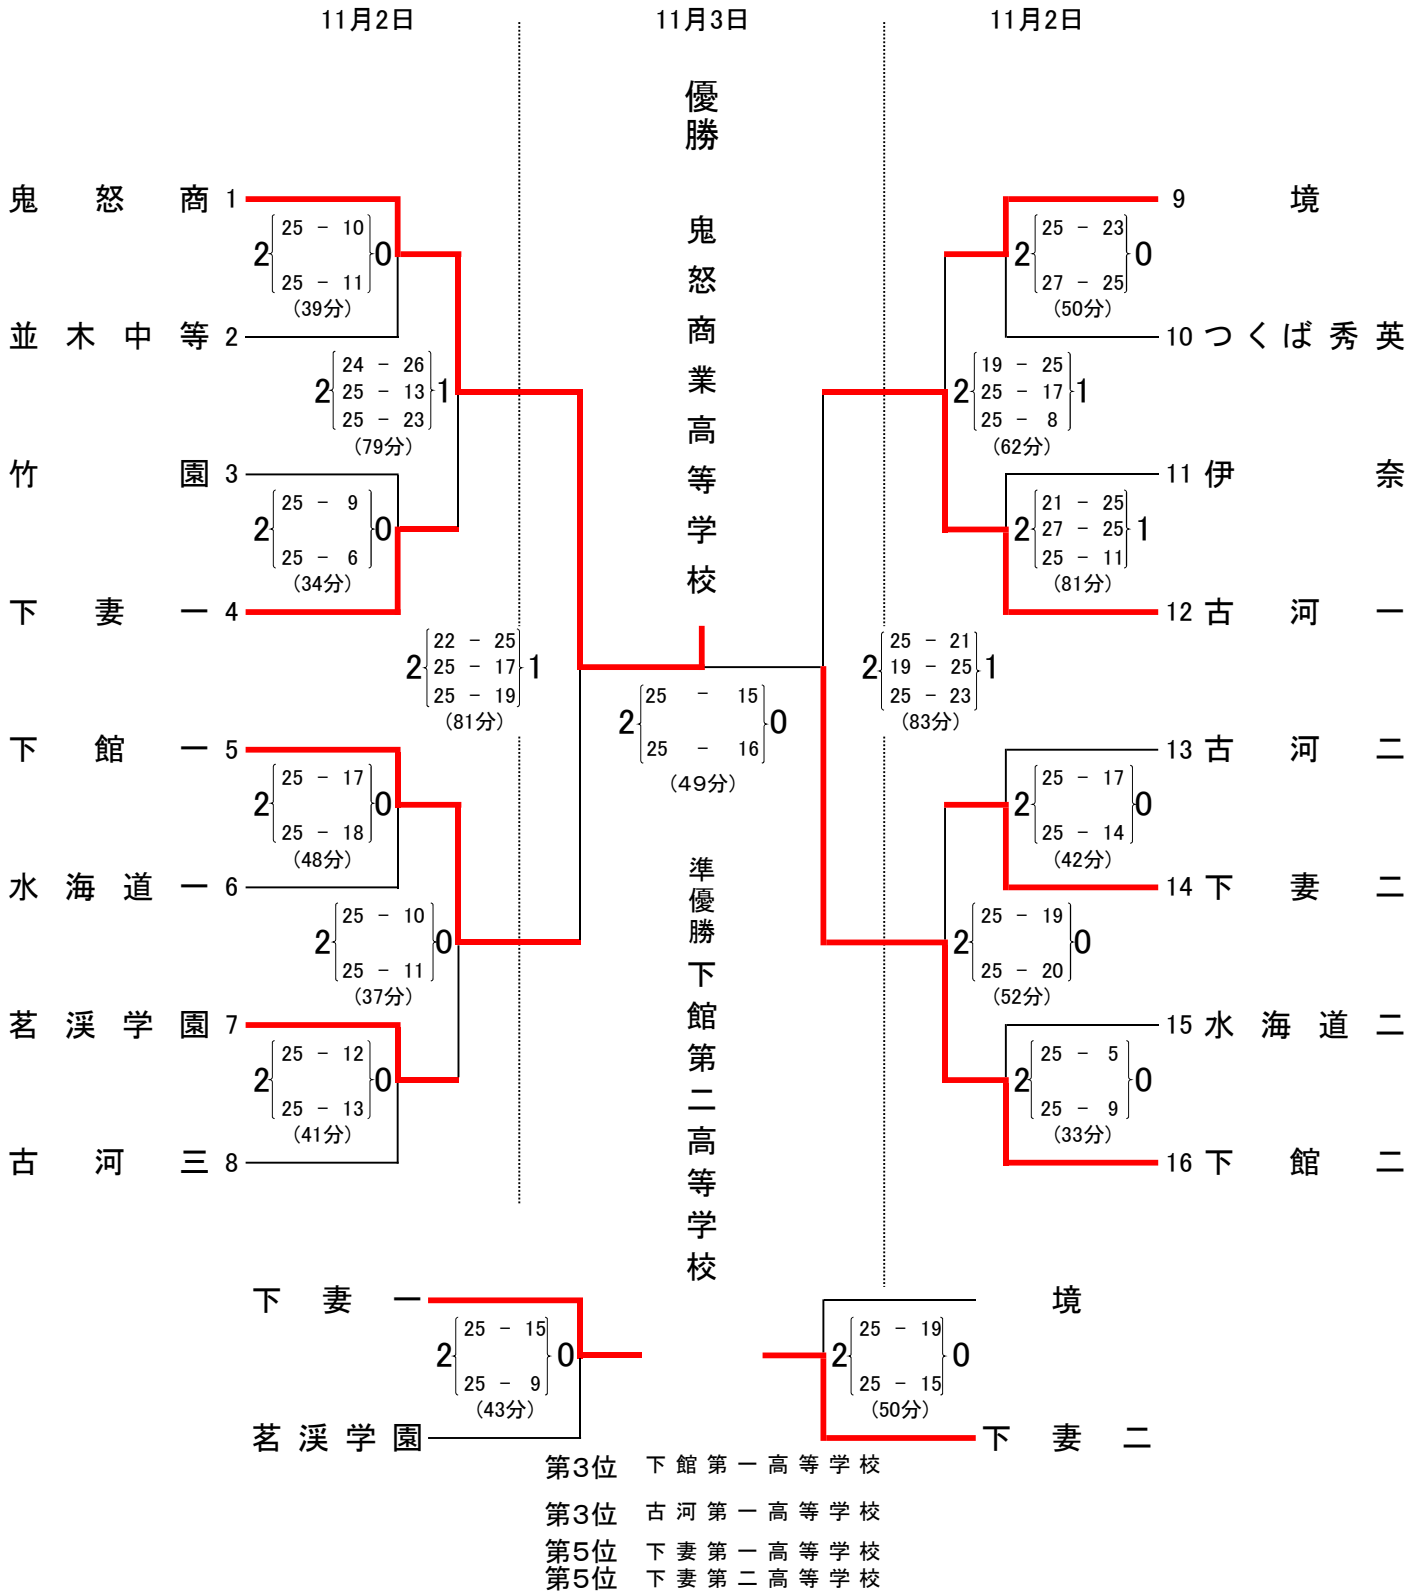 11月2日 11月3日 11月2日
優勝
鬼怒商業高等学校
鬼怒商 1
2 25 - 10 0
25 - 11
(39分)
並木中等 2
2 24 - 26 1
25 - 13
25 - 23
(79分)
竹園 3
2 25 - 9 0
25 - 6
(34分)
下妻一 4
2 22 - 25 1
25 - 17
25 - 19
(81分)
下館一 5
2 25 - 17 0
25 - 18
(48分)
水海道一 6
2 25 - 10 0
25 - 11
(37分)
茗溪学園 7
2 25 - 12 0
25 - 13
(41分)
古河三 8
2 25 - 15 0
25 - 16
(49分)
準優勝
下館第二高等学校
9 境
2 25 - 23 0
27 - 25
(50分)
10 つくば秀英
2 19 - 25 1
25 - 17
25 - 8
(62分)
11 伊奈
2 21 - 25 1
27 - 25
25 - 11
(81分)
12 古河一
2 25 - 21 1
19 - 25
25 - 23
(83分)
13 古河二
2 25 - 17 0
25 - 14
(42分)
14 下妻二
2 25 - 19 0
25 - 20
(52分)
15 水海道二
2 25 - 5 0
25 - 9
(33分)
16 下館二
下妻一
2 25 - 15 0
25 - 9
(43分)
茗溪学園
境
2 25 - 19 0
25 - 15
(50分)
下妻二
第3位 下館第一高等学校
第3位 古河第一高等学校
第5位 下妻第一高等学校
第5位 下妻第二高等学校